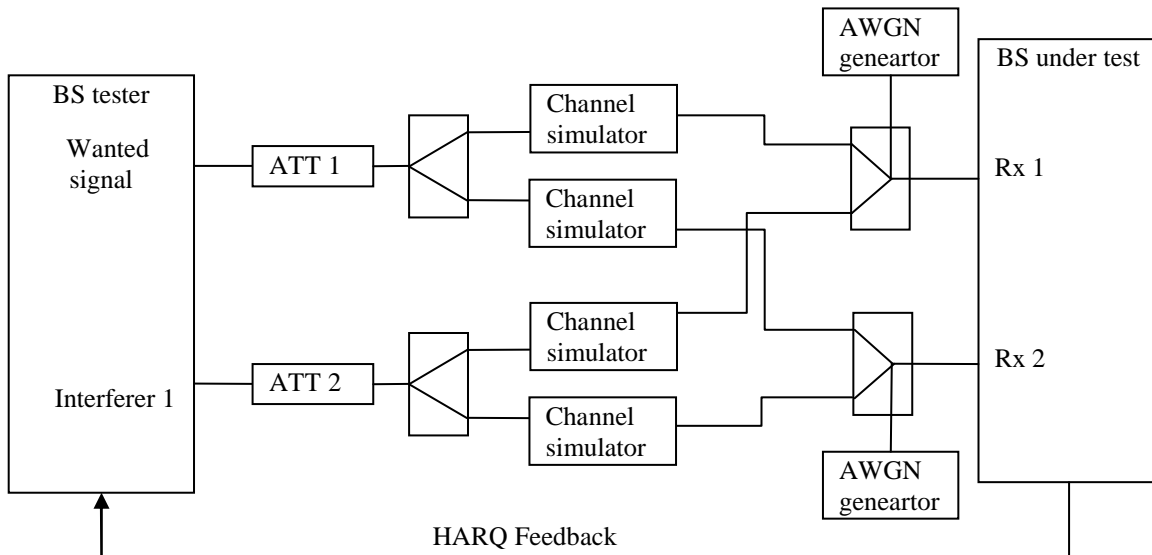 AWGN
geneartor
BS under test
BS tester
Wanted
signal
ATT 1
Channel
simulator
Channel
simulator
Rx 1
Interferer 1
ATT 2
Channel
simulator
Channel
simulator
Rx 2
AWGN
geneartor
HARQ Feedback